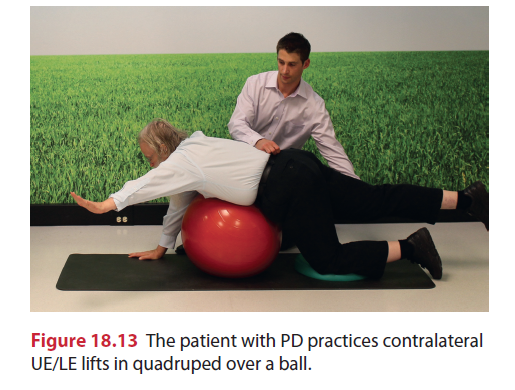 Figure 18.13 The patient with PD practices contralateral
UE/LE lifts in quadruped over a ball.